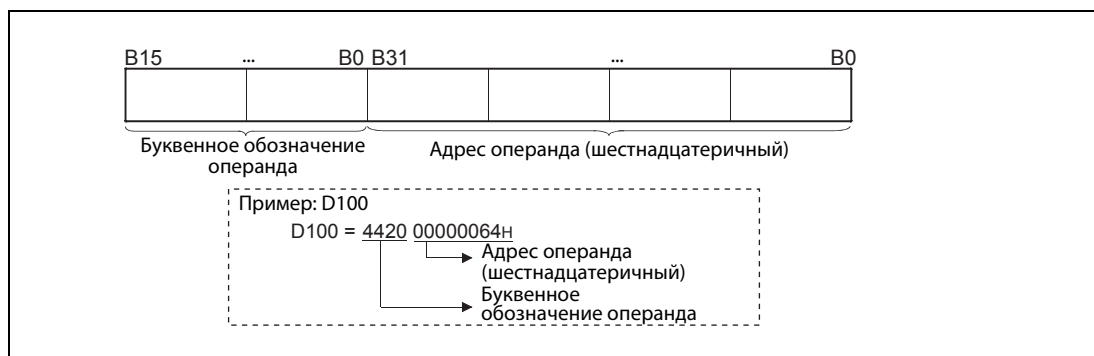 B15 ... B0 B31 ... B0
Буквенное обозначение
операнда
Адрес операнда (шестнадцатеричный)
Пример: D100
D100 = 4420 00000064H
Адрес операнда
(шестнадцатеричный)
Буквенное
обозначение операнда